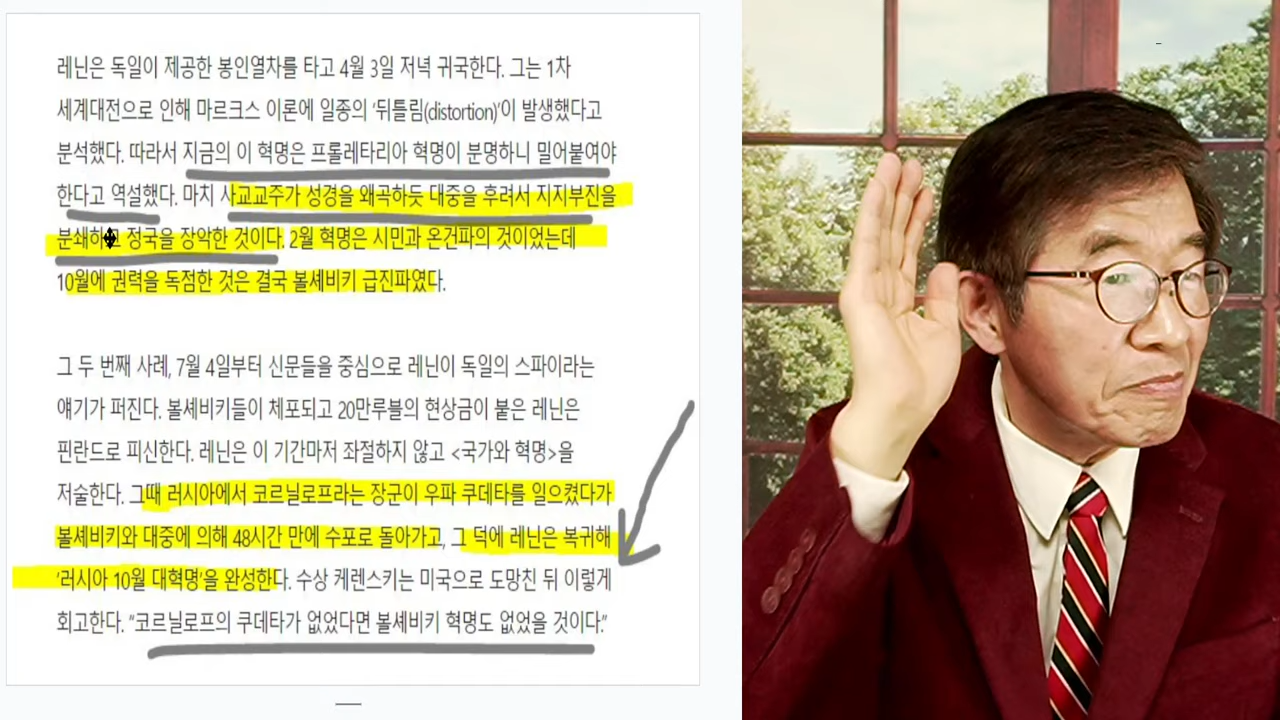 레닌은 독일이 제공한 봉인열차를 타고 4월 3일 저녁 귀국한다. 그는 1차
세계대전으로 인해 마르크스 이론에 일종의 '뒤틀림(distortion)'이 발생했다고
분석했다. 따라서 지금의 이 혁명은 프롤레타리아 혁명이 분명하니 밀어붙여야
한다고 역설했다. 마치 사교교주가 성경을 왜곡하듯 대중을 후려서 지지부진을
분쇄하고 정국을 장악한 것이다. 2월 혁명은 시민과 온건파의 것이었는데
10월에 권력을 독점한 것은 결국 볼셰비키 급진파였다.
그 두 번째 사례, 7월 4일부터 신문들을 중심으로 레닌이 독일의 스파이라는
얘기가 퍼진다. 볼셰비키들이 체포되고 20만루블의 현상금이 붙은 레닌은
핀란드로 피신한다. 레닌은 이 기간마저 좌절하지 않고 <국가와 혁명>을
저술한다. 그때 러시아에서 코르닐로프라는 장군이 우파 쿠데타를 일으켰다가
볼셰비키와 대중에 의해 48시간 만에 수포로 돌아가고, 그 덕에 레닌은 복귀해
'러시아 10월 대혁명'을 완성한다. 수상 케렌스키는 미국으로 도망친 뒤 이렇게
회고한다. "코르닐로프의 쿠데타가 없었다면 볼셰비키 혁명도 없었을 것이다."